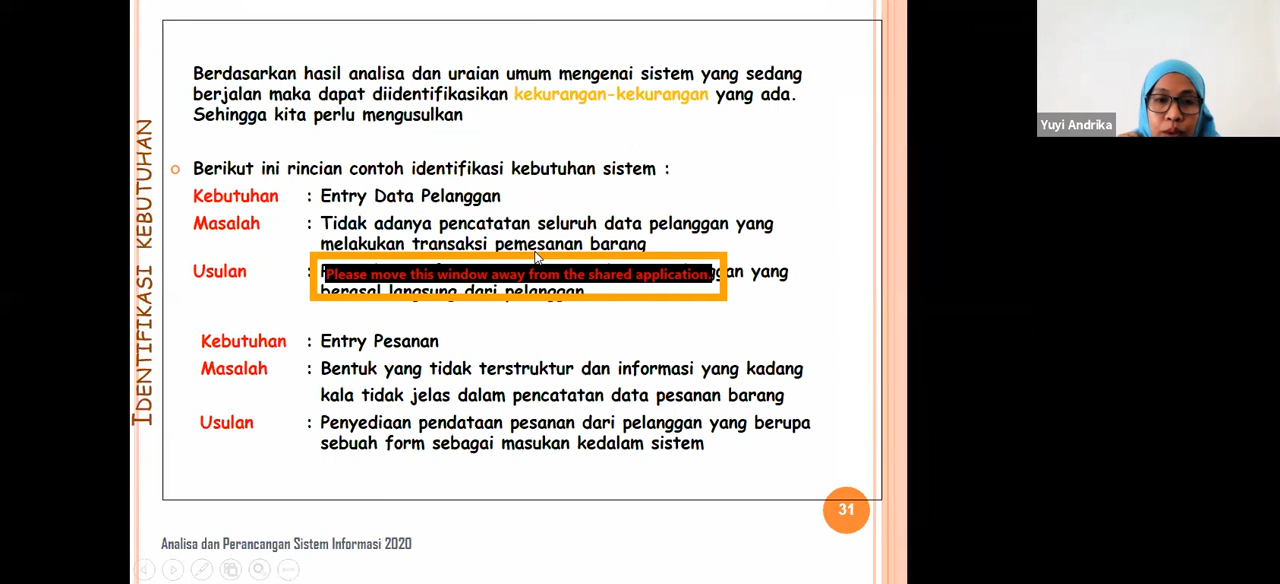 Berdasarkan hasil analisa dan uraian umum mengenai sistem yang sedang
berjalan maka dapat diidentifikasikan kekurangan-kekurangan yang ada.
Sehingga kita perlu mengusulkan
IDENTIFIKASI KEBUTUHAN
Berikut ini rincian contoh identifikasi kebutuhan sistem :
Kebutuhan : Entry Data Pelanggan
Masalah : Tidak adanya pencatatan seluruh data pelanggan yang
melakukan transaksi pemesanan barang
Usulan : yang
Please move this window away from the shared application.
berasal langsung dari pelanggan
Kebutuhan : Entry Pesanan
Masalah : Bentuk yang tidak terstruktur dan informasi yang kadang
kala tidak jelas dalam pencatatan data pesanan barang
Usulan : Penyediaan pendataan pesanan dari pelanggan yang berupa
sebuah form sebagai masukan kedalam sistem
31
Analisa dan Perancangan Sistem Informasi 2020
Yuyi Andrika